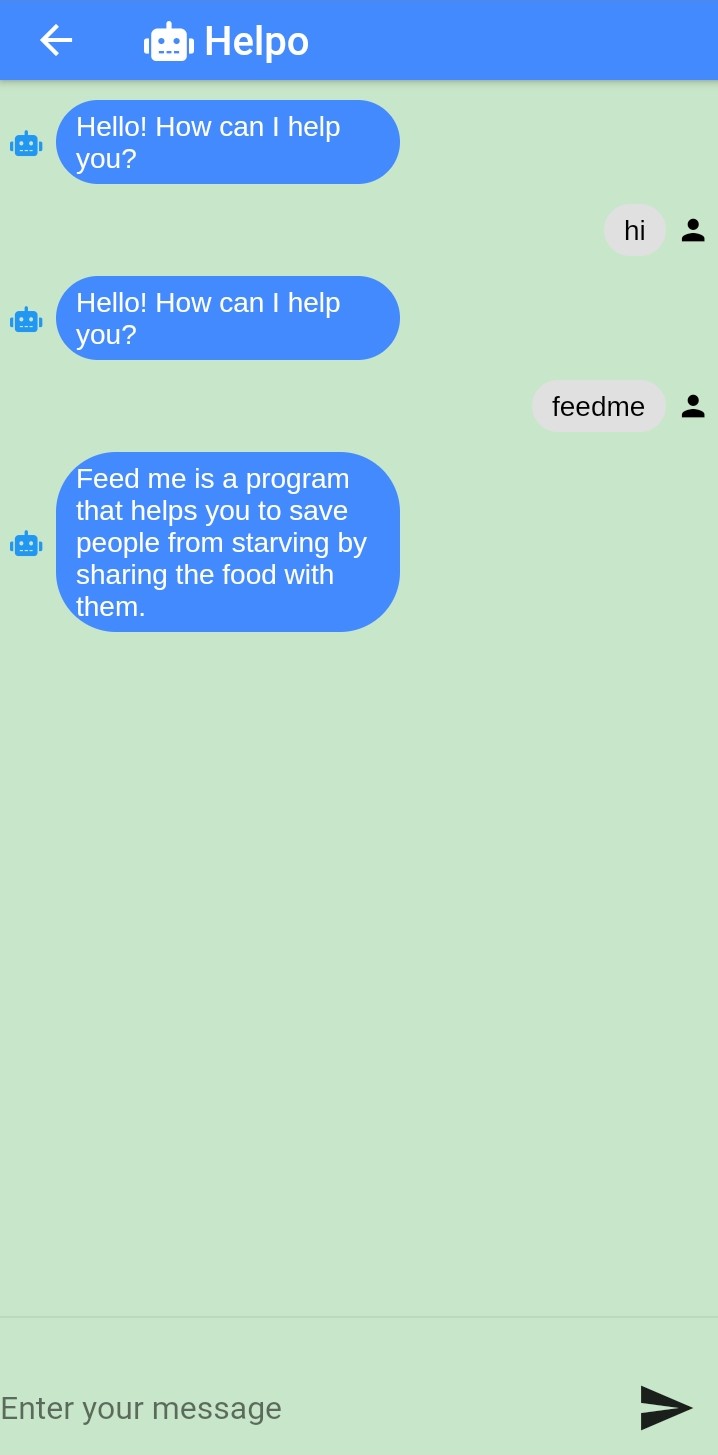 Helpo
Hello! How can I help
you?
hi
Hello! How can I help
you?
feedme
Feed me is a program
that helps you to save
people from starving by
sharing the food with
them.
Enter your message